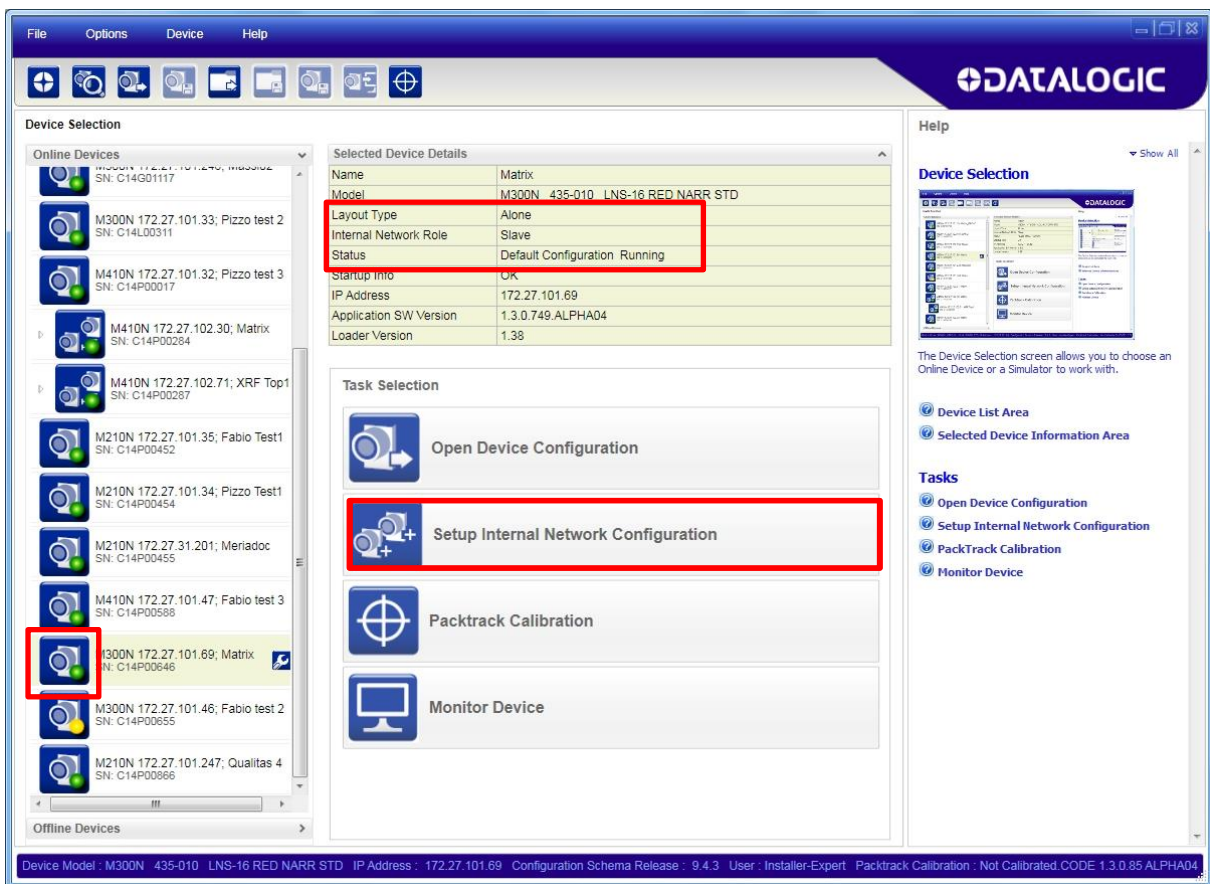 File Options Device Help
DATALOGIC
Device Selection
Online Devices
SN: C14G01117
M300N 172.27.101.33; Pizzo test 2
SN: C14L00311
M410N 172.27.101.32; Pizzo test 3
SN: C14P00017
M410N 172.27.102.30; Matrix
SN: C14P00284
M410N 172.27.102.71; XRF Top1
SN: C14P00287
M210N 172.27.101.35; Fabio Test1
SN: C14P00452
M210N 172.27.101.34; Pizzo Test1
SN: C14P00454
M210N 172.27.31.201; Meriadoc
SN: C14P00455
M410N 172.27.101.47; Fabio test 3
SN: C14P00588
M300N 172.27.101.69; Matrix
SN: C14P00646
M300N 172.27.101.46; Fabio test 2
SN: C14P00655
M210N 172.27.101.247; Qualitas 4
SN: C14P00866
Offline Devices
Selected Device Details
Name Matrix
Model M300N 435-010 LNS-16 RED NARR STD
Layout Type Alone
Internal Network Role Slave
Status Default Configuration Running
Startup Info OK
IP Address 172.27.101.69
Application SW Version 1.3.0.749.ALPHA04
Loader Version 1.38
Task Selection
Open Device Configuration
Setup Internal Network Configuration
Packtrack Calibration
Monitor Device
Help
Show All
Device Selection
DATALOGIC
The Device Selection screen allows you to choose an
Online Device or a Simulator to work with.
Device List Area
Selected Device Information Area
Tasks
Open Device Configuration
Setup Internal Network Configuration
PackTrack Calibration
Monitor Device
Device Model : M300N 435-010 LNS-16 RED NARR STD IP Address : 172.27.101.69 Configuration Schema Release : 9.4.3 User : Installer-Expert Packtrack Calibration : Not Calibrated.CODE 1.3.0.85 ALPHA04